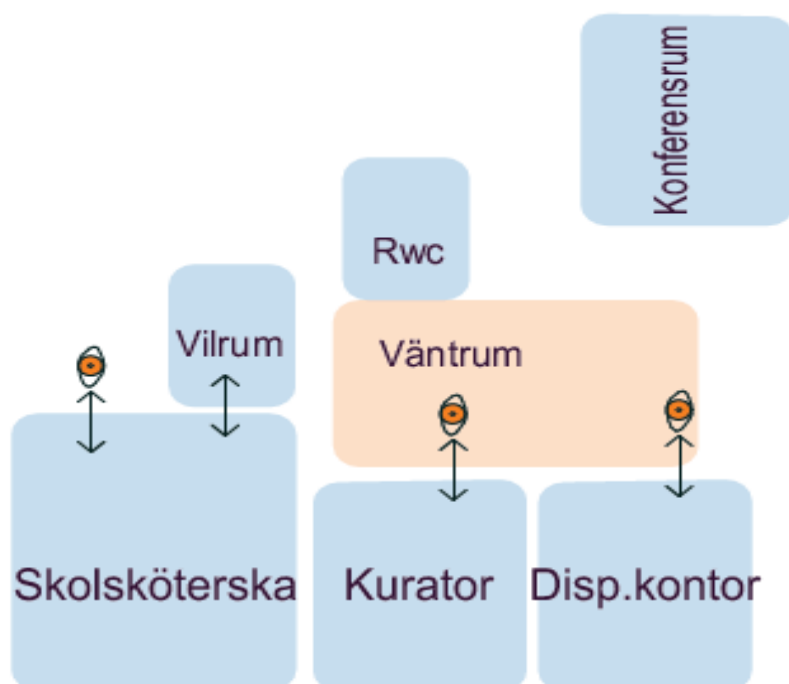 Konferensrum
Rwc
Vilrum
Väntrum
Skolsköterska
Kurator
Disp.kontor